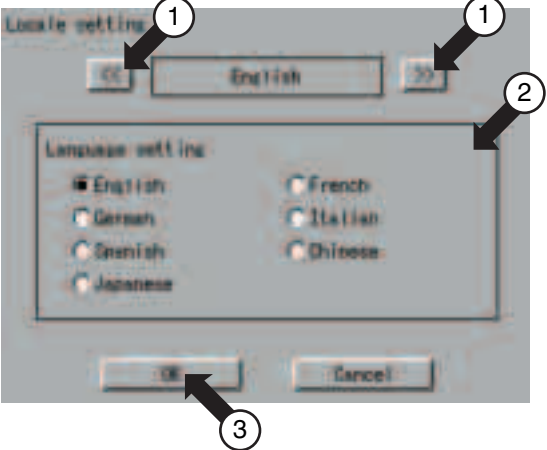 1 1
Locale setting
<< English >>
2
Language setting
English French
German Italian
Spanish Chinese
Japanese
OK Cancel
3